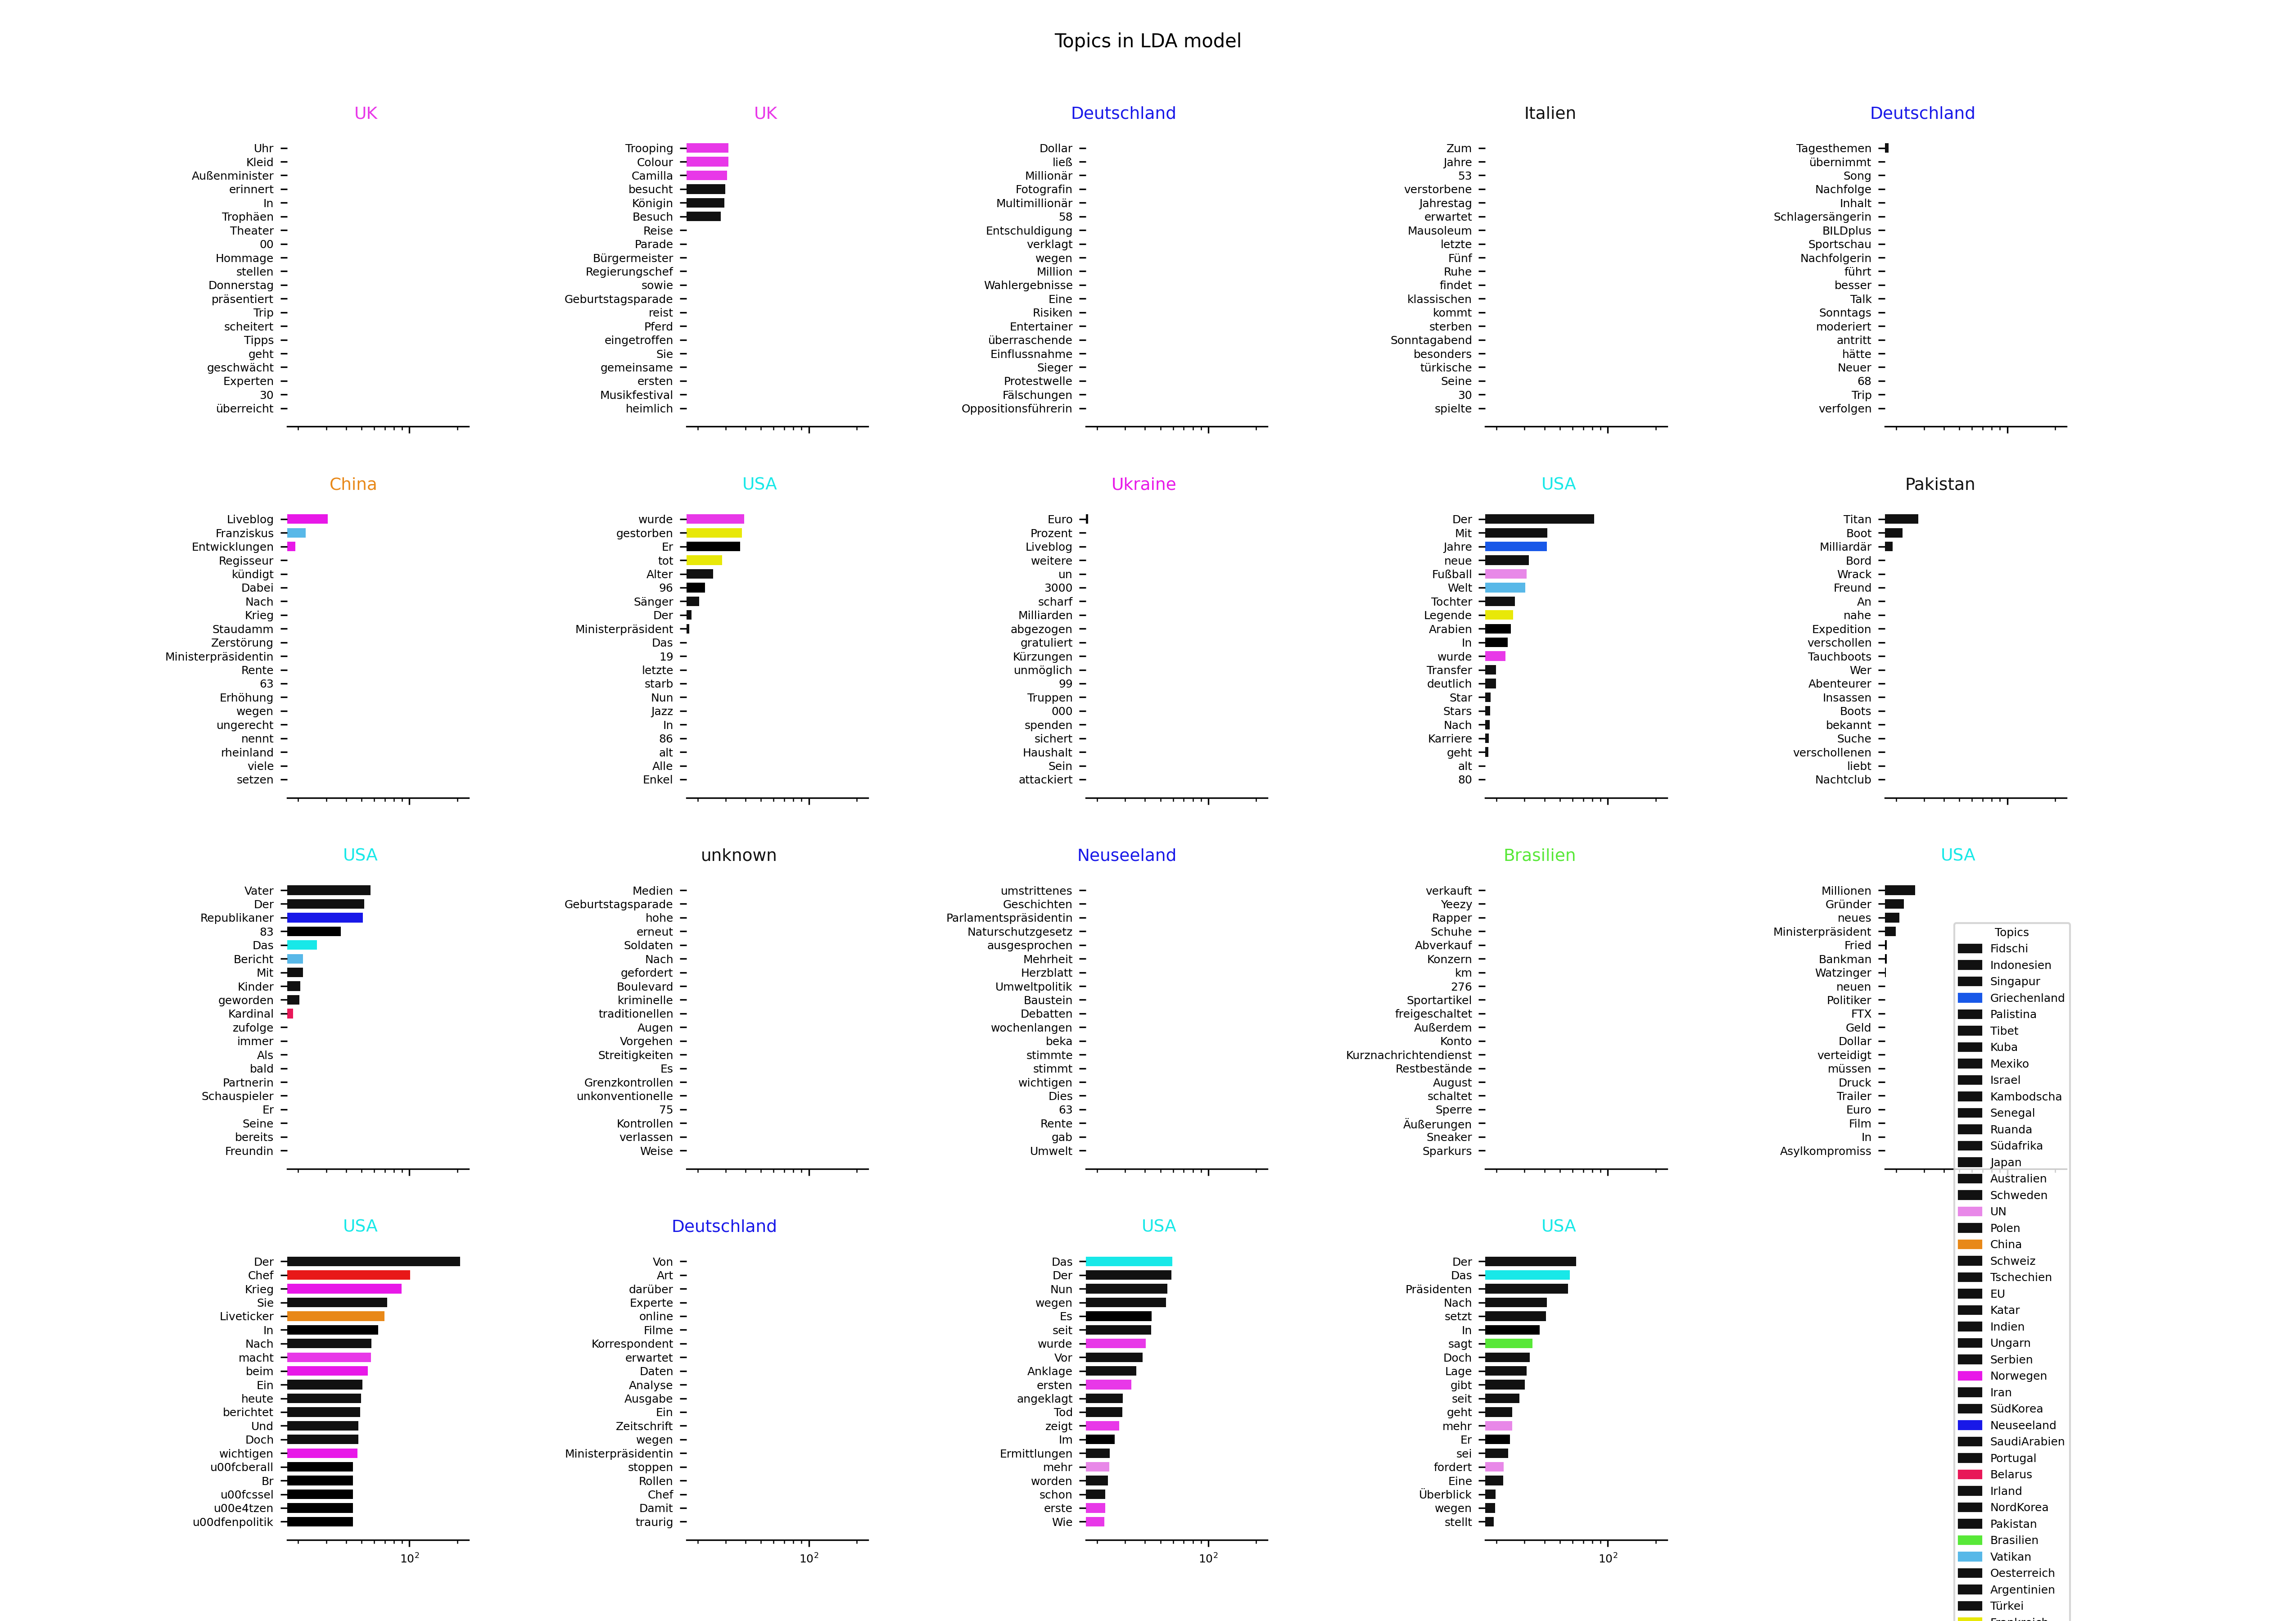 Topics in LDA model
UK
Uhr
Kleid
Außenminister
erinnert
In
Trophäen
Theater
00
Hommage
stellen
Donnerstag
präsentiert
Trip
scheitert
Tipps
geht
geschwächt
Experten
30
überreicht
UK
Trooping
Colour
Camilla
besucht
Königin
Besuch
Reise
Parade
Bürgermeister
Regierungschef
sowie
Geburtstagsparade
reist
Pferd
eingetroffen
Sie
gemeinsame
ersten
Musikfestival
heimlich
Deutschland
Dollar
ließ
Millionär
Fotografin
Multimillionär
58
Entschuldigung
verklagt
wegen
Million
Wahlergebnisse
Eine
Risiken
Entertainer
überraschende
Einflussnahme
Sieger
Protestwelle
Fälschungen
Oppositionsführerin
Italien
Zum
Jahre
53
verstorbene
Jahrestag
erwartet
Mausoleum
letzte
Fünf
Ruhe
findet
klassischen
kommt
sterben
Sonntagabend
besonders
türkische
Seine
30
spielte
Deutschland
Tagesthemen
übernimmt
Song
Nachfolge
Inhalt
Schlagersängerin
BILDplus
Sportschau
Nachfolgerin
führt
besser
Talk
Sonntags
moderiert
antritt
hätte
Neuer
68
Trip
verfolgen
China
Liveblog
Franziskus
Entwicklungen
Regisseur
kündigt
Dabei
Nach
Krieg
Staudamm
Zerstörung
Ministerpräsidentin
Rente
63
Erhöhung
wegen
ungerecht
nennt
rheinland
viele
setzen
USA
wurde
gestorben
Er
tot
Alter
96
Sänger
Der
Ministerpräsident
Das
19
letzte
starb
Nun
Jazz
In
86
alt
Alle
Enkel
Ukraine
Euro
Prozent
Liveblog
weitere
un
3000
scharf
Milliarden
abgezogen
gratuliert
Kürzungen
unmöglich
99
Truppen
000
spenden
sichert
Haushalt
Sein
attackiert
USA
Der
Mit
Jahre
neue
Fußball
Welt
Tochter
Legende
Arabien
In
wurde
Transfer
deutlich
Star
Stars
Nach
Karriere
geht
alt
80
Pakistan
Titan
Boot
Milliardär
Bord
Wrack
Freund
An
nahe
Expedition
verschollen
Tauchboots
Wer
Abenteurer
Insassen
Boots
bekannt
Suche
verschollenen
liebt
Nachtclub
USA
Vater
Der
Republikaner
83
Das
Bericht
Mit
Kinder
geworden
Kardinal
zufolge
immer
Als
bald
Partnerin
Schauspieler
Er
Seine
bereits
Freundin
unknown
Medien
Geburtstagsparade
hohe
erneut
Soldaten
Nach
gefordert
Boulevard
kriminelle
traditionellen
Augen
Vorgehen
Streitigkeiten
Es
Grenzkontrollen
unkonventionelle
75
Kontrollen
verlassen
Weise
Neuseeland
umstrittenes
Geschichten
Parlamentspräsidentin
Naturschutzgesetz
ausgesprochen
Mehrheit
Herzblatt
Umweltpolitik
Baustein
Debatten
wochenlangen
beka
stimmte
stimmt
wichtigen
Dies
63
Rente
gab
Umwelt
Brasilien
verkauft
Yeezy
Rapper
Schuhe
Abverkauf
Konzern
km
276
Sportartikel
freigeschaltet
Außerdem
Konto
Kurznachrichtendienst
Restbestände
August
schaltet
Sperre
Äußerungen
Sneaker
Sparkurs
USA
Millionen
Gründer
neues
Ministerpräsident
Fried
Bankman
Watzinger
neuen
Politiker
FTX
Geld
Dollar
verteidigt
müssen
Druck
Trailer
Euro
Film
In
Asylkompromiss
USA
Der
Chef
Krieg
Sie
Liveticker
In
Nach
macht
beim
Ein
heute
berichtet
Und
Doch
wichtigen
u00fcberall
Br
u00fcssel
u00e4tzen
u00dfenpolitik
10²
Deutschland
Von
Art
darüber
Experte
online
Filme
Korrespondent
erwartet
Daten
Analyse
Ausgabe
Ein
Zeitschrift
wegen
Ministerpräsidentin
stoppen
Rollen
Chef
Damit
traurig
10²
USA
Das
Der
Nun
wegen
Es
seit
wurde
Vor
Anklage
ersten
angeklagt
Tod
zeigt
Im
Ermittlungen
mehr
worden
schon
erste
Wie
10²
USA
Der
Das
Präsidenten
Nach
setzt
In
sagt
Doch
Lage
gibt
seit
geht
mehr
Er
sei
fordert
Eine
Überblick
wegen
stellt
10²
Topics
Fidschi
Indonesien
Singapur
Griechenland
Palistina
Tibet
Kuba
Mexiko
Israel
Kambodscha
Senegal
Ruanda
Südafrika
Japan
Australien
Schweden
UN
Polen
China
Schweiz
Tschechien
EU
Katar
Indien
Ungarn
Serbien
Norwegen
Iran
SüdKorea
Neuseeland
SaudiArabien
Portugal
Belarus
Irland
NordKorea
Pakistan
Brasilien
Vatikan
Oesterreich
Argentinien
Türkei
Frankreich